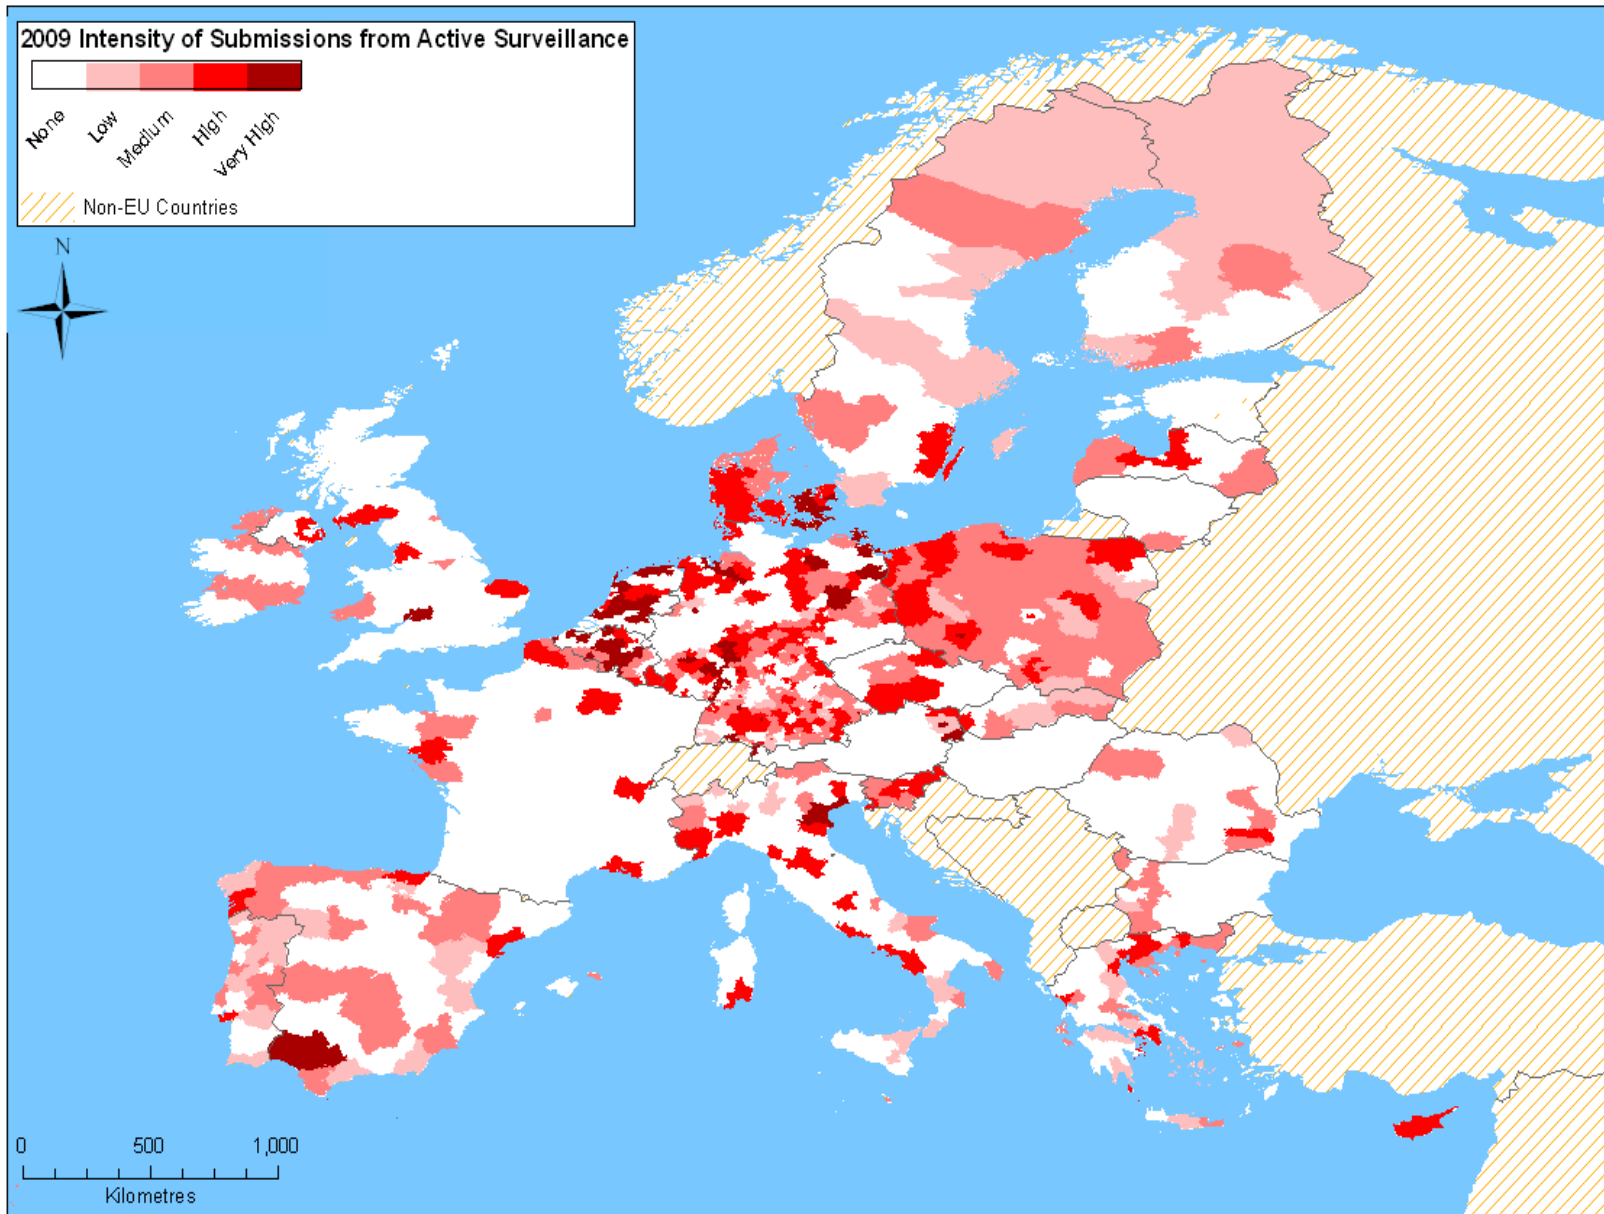 2009 Intensity of Submissions from Active Surveillance
None
Low
Medium
High
Very High
Non-EU Countries
N
0 500 1,000
Kilometres